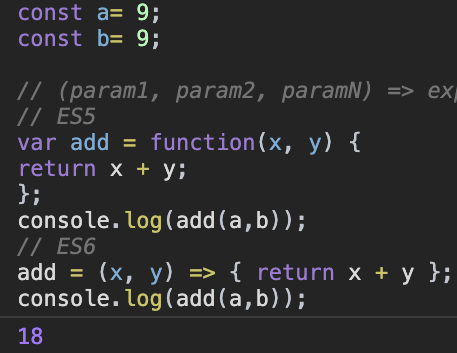 const a= 9;
const b= 9;
// (param1, param2, paramN) =>
// ES5
var add = function(x, y) {
return x + y;
};
console.log(add(a,b));
// ES6
add = (x, y) => { return x + y };
console.log(add(a,b));
18